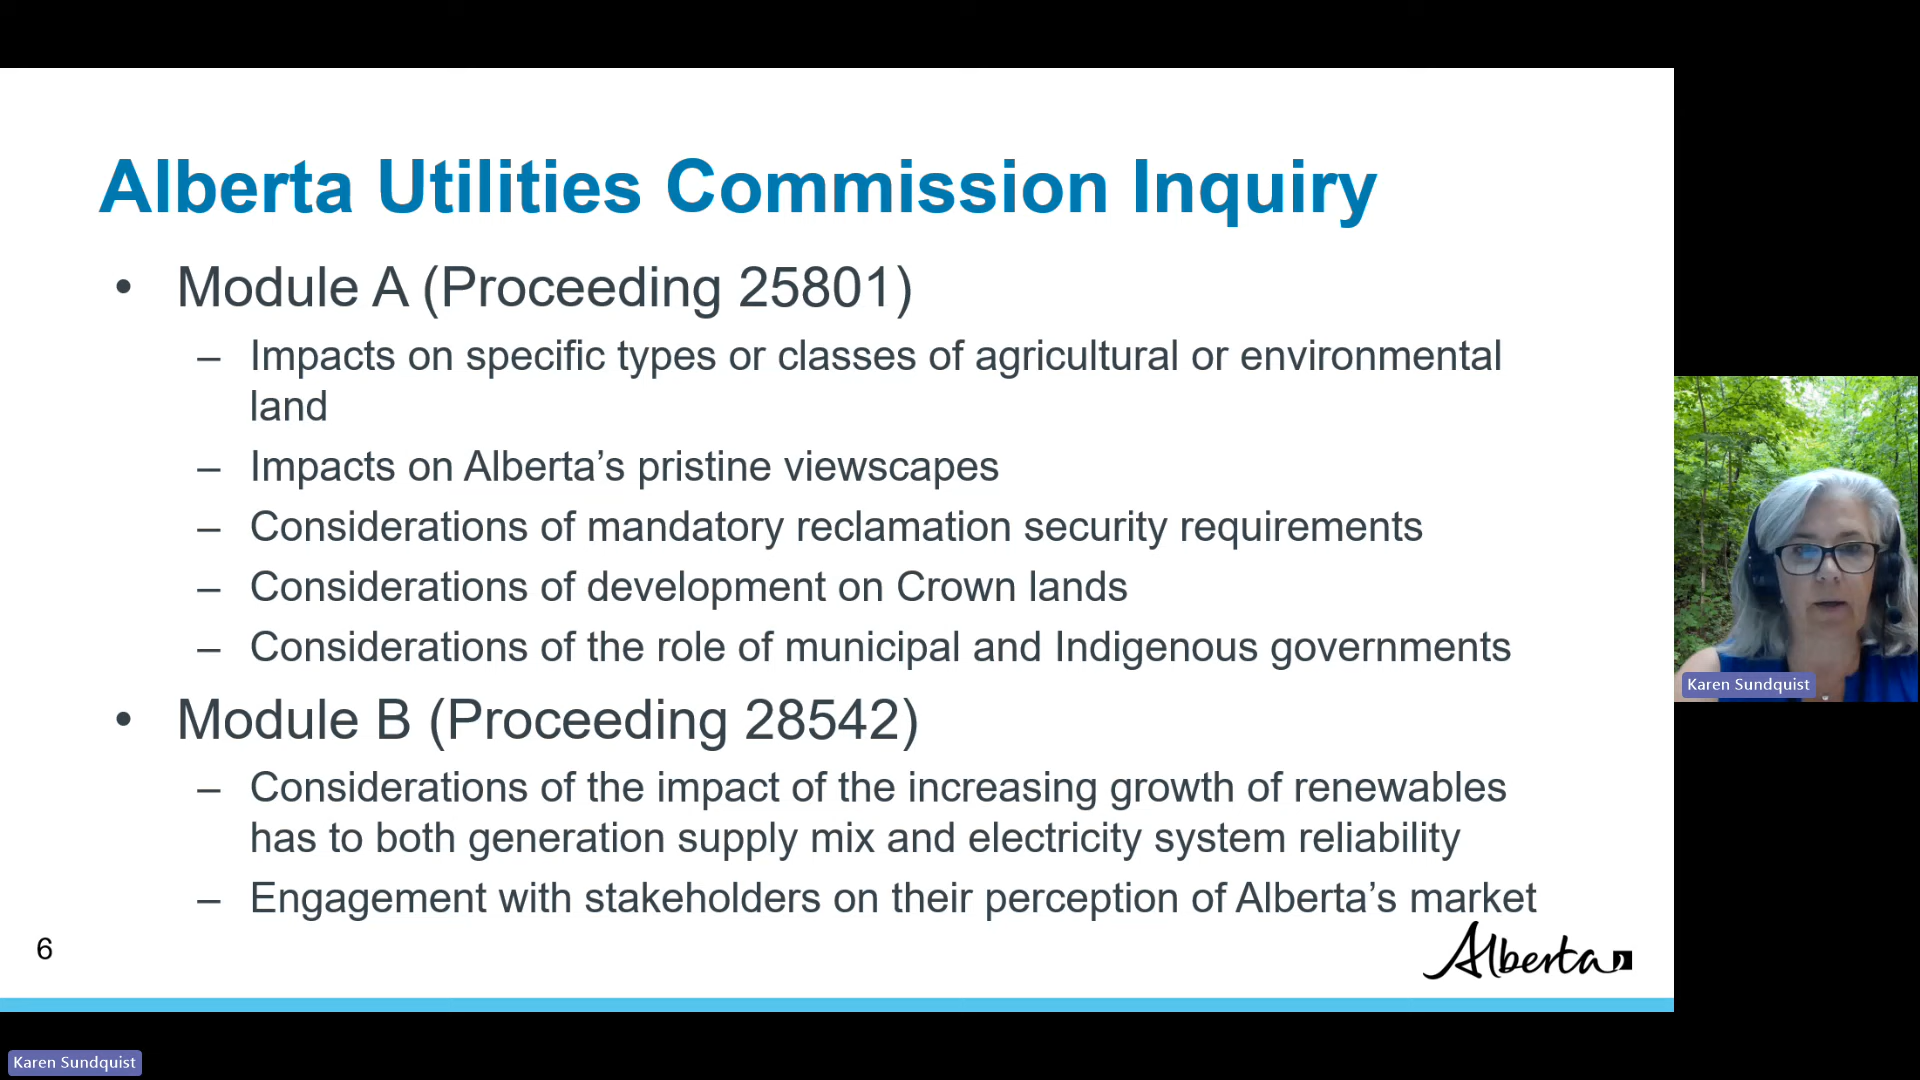 Alberta Utilities Commission Inquiry
• Module A (Proceeding 25801)
– Impacts on specific types or classes of agricultural or environmental
land
– Impacts on Alberta’s pristine viewscapes
– Considerations of mandatory reclamation security requirements
– Considerations of development on Crown lands
– Considerations of the role of municipal and Indigenous governments
• Module B (Proceeding 28542)
– Considerations of the impact of the increasing growth of renewables
has to both generation supply mix and electricity system reliability
– Engagement with stakeholders on their perception of Alberta’s market
6
Alberta
Karen Sundquist
Karen Sundquist